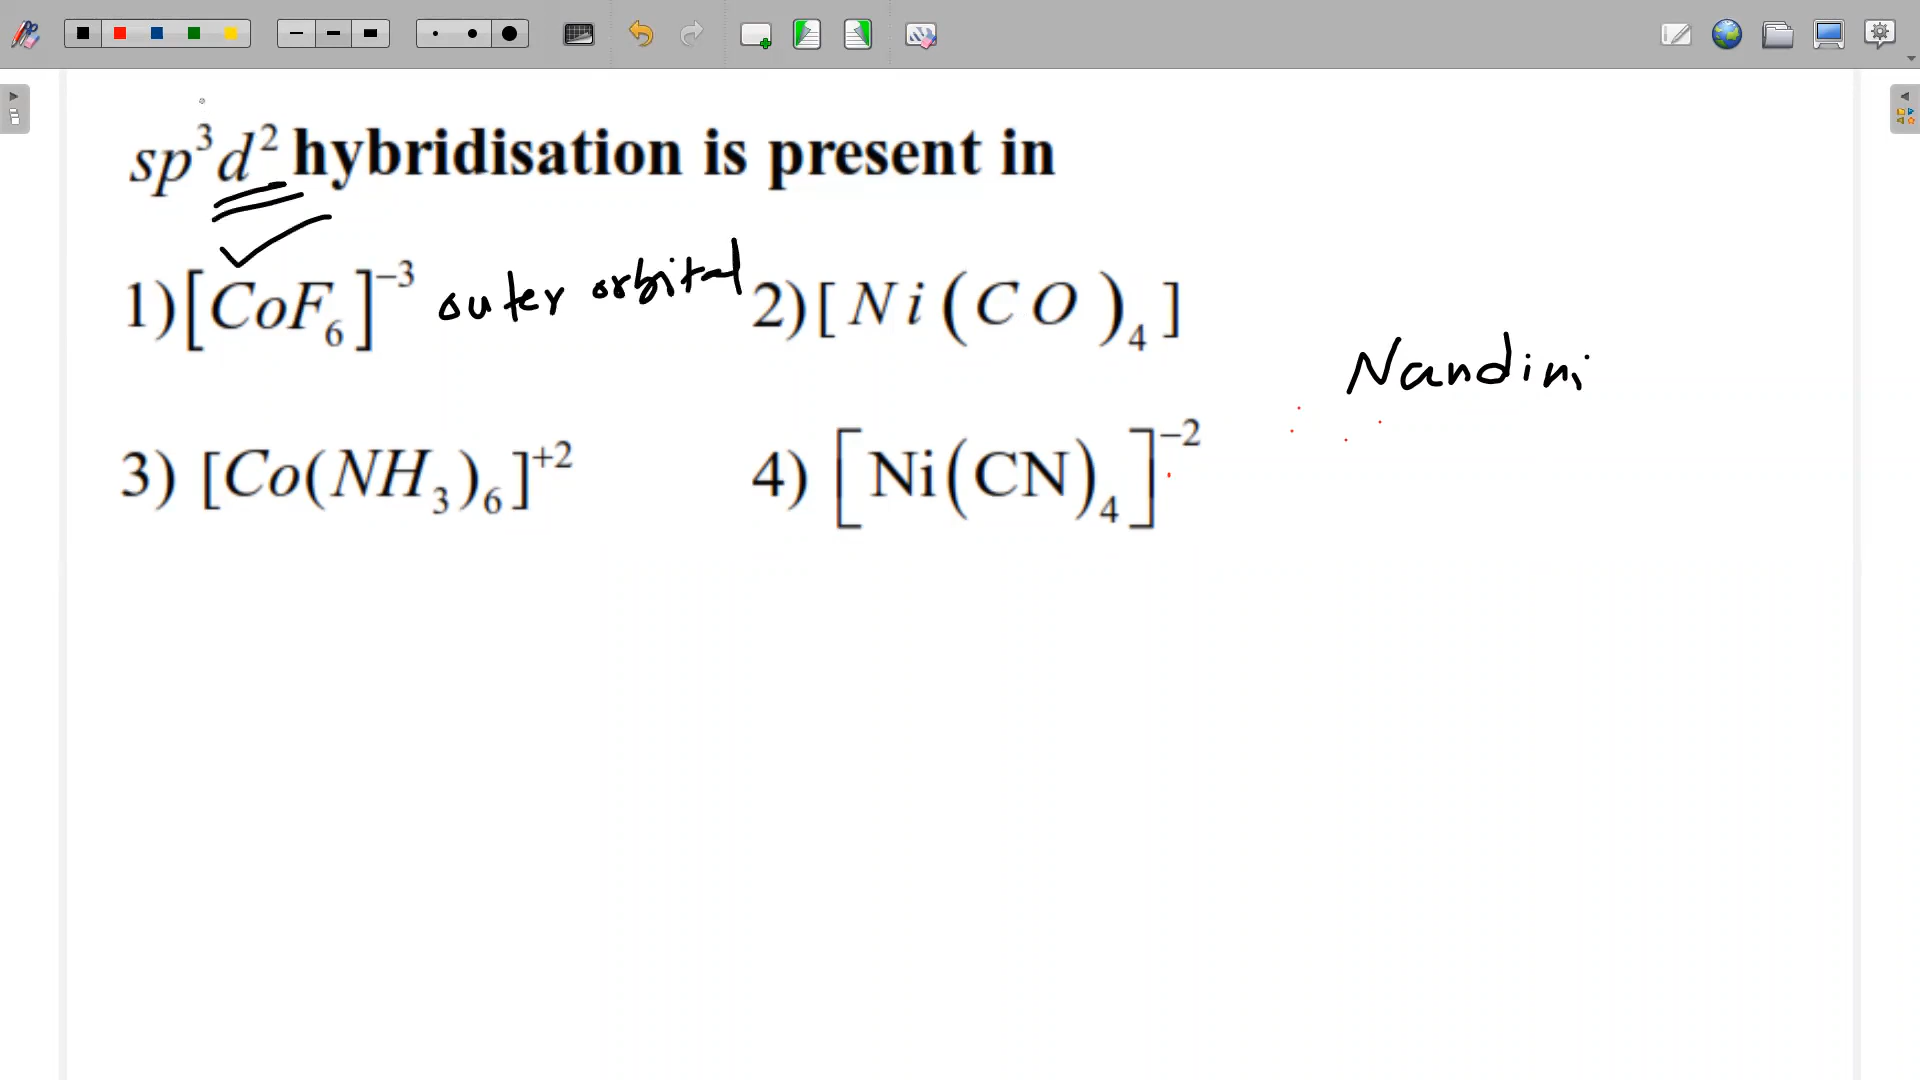 sp³d² hybridisation is present in
1)[CoF₆]⁻³ outer orbital 2)[Ni(CO)₄]
Nandini
3) [Co(NH₃)₆]⁺² 4) [Ni(CN)₄]⁻²